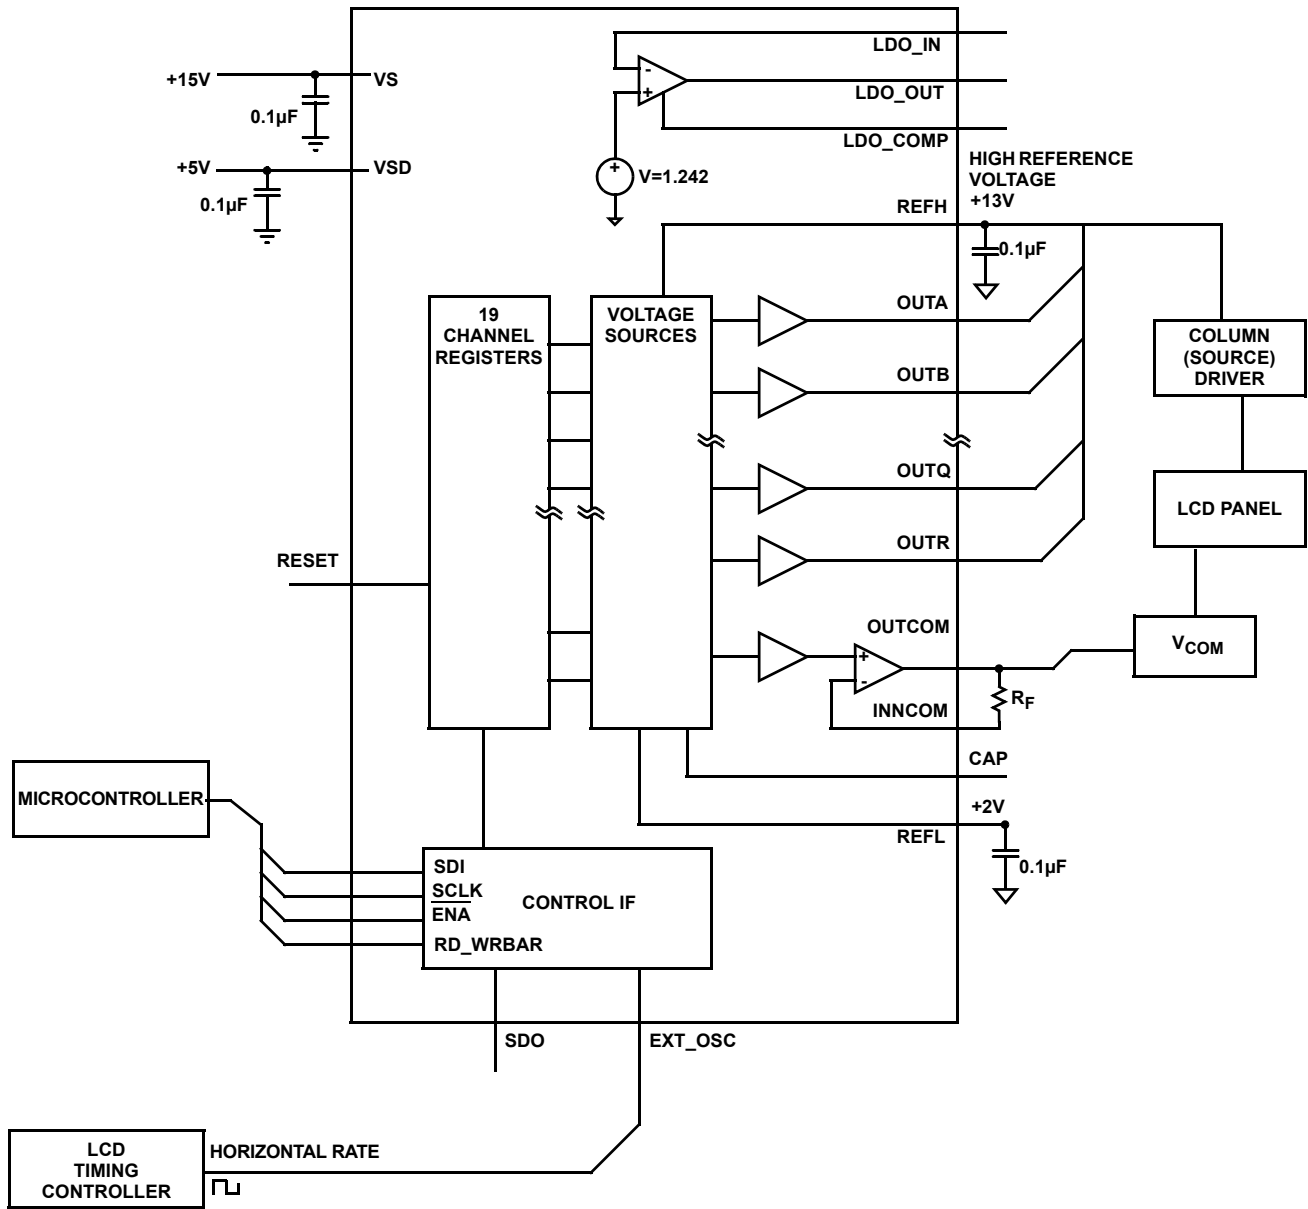 LDO_IN
-
+
LDO_OUT
LDO_COMP
+15V
VS
0.1µF
+5V
VSD
0.1µF
+
V=1.242
HIGH REFERENCE
VOLTAGE
+13V
REFH
0.1µF
19
CHANNEL
REGISTERS
VOLTAGE
SOURCES
OUTA
OUTB
OUTQ
OUTR
COLUMN
(SOURCE)
DRIVER
LCD PANEL
RESET
OUTCOM
+
-
INNCOM
RF
VCOM
CAP
+2V
REFL
0.1µF
MICROCONTROLLER
SDI
SCLK
ENA
RD_WRBAR
CONTROL IF
SDO
EXT_OSC
LCD
TIMING
CONTROLLER
HORIZONTAL RATE